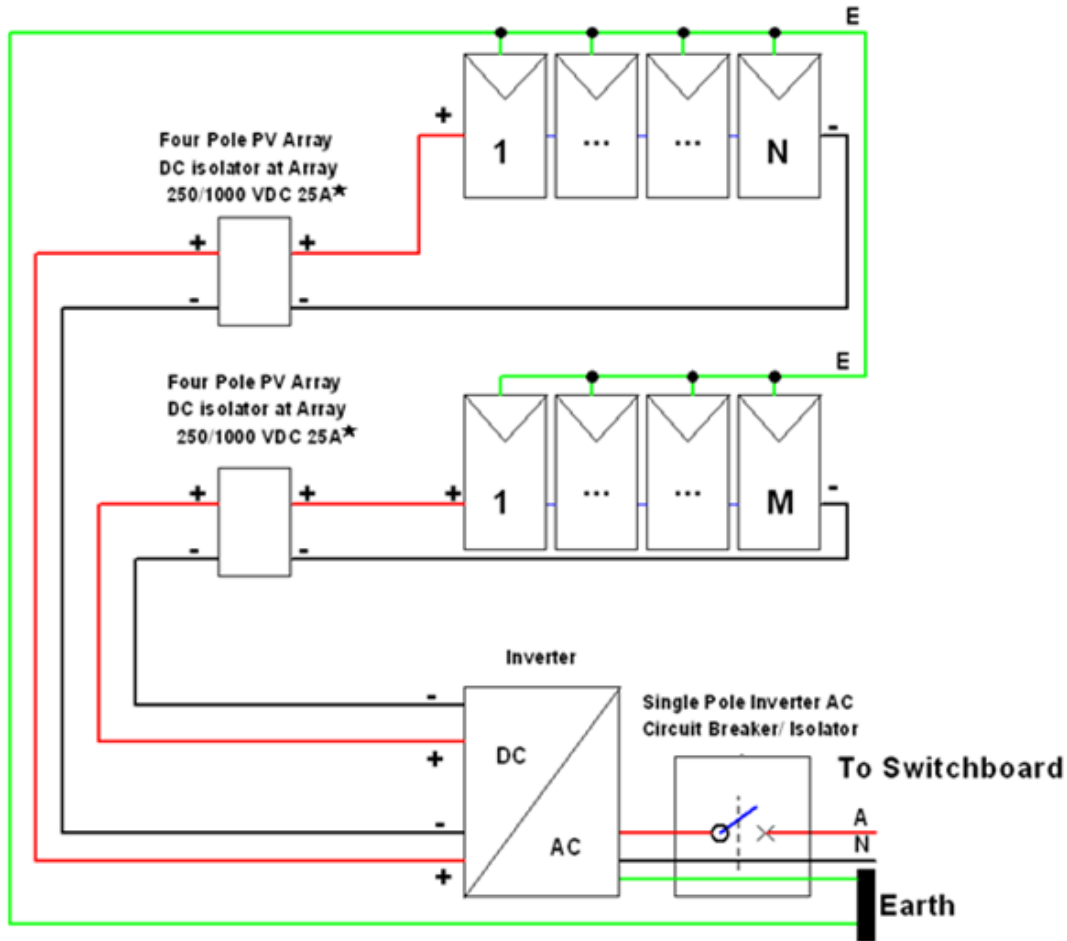 E
+
1
...
...
N
-
Four Pole PV Array
DC isolator at Array
250/1000 VDC 25A★
+
+
-
-
E
Four Pole PV Array
DC isolator at Array
250/1000 VDC 25A★
+
+
+
1
...
...
M
-
-
-
Inverter
-
+
-
+
DC
AC
Single Pole Inverter AC
Circuit Breaker/ Isolator
To Switchboard
A
N
Earth